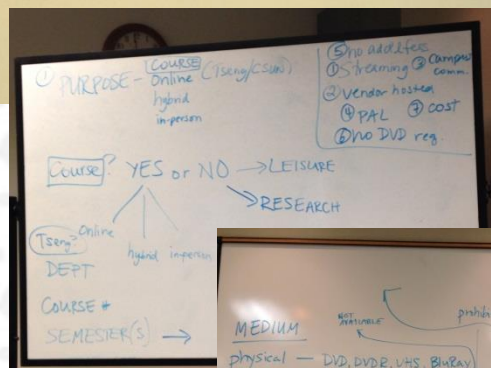 ① PURPOSE - COURSE (Tseng/CSUN)
Online
hybrid
in-person
⑤ no add'l fees
① Streaming ③ campus comm.
② vendor hosted
④ PAL ⑦ COST
⑥ no DVD req.
Course? YES or NO → LEISURE
→ RESEARCH
Tseng? Online hybrid in-person
DEPT
COURSE #
SEMESTER(S) →
NOT AVAILABLE
MEDIUM
physical — DVD, DVDR, VHS, BluRay